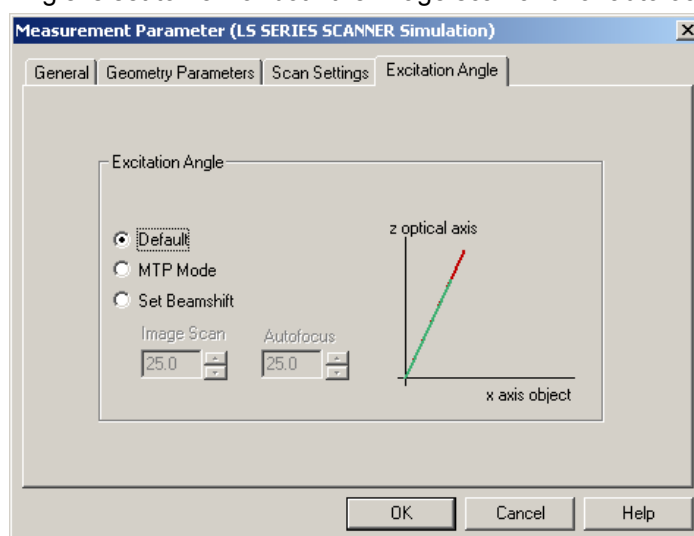 Measurement Parameter (LS SERIES SCANNER Simulation)
General Geometry Parameters Scan Settings Excitation Angle
Excitation Angle
Default
MTP Mode
Set Beamshift
Image Scan Autofocus
25.0 25.0
z optical axis
x axis object
OK Cancel Help